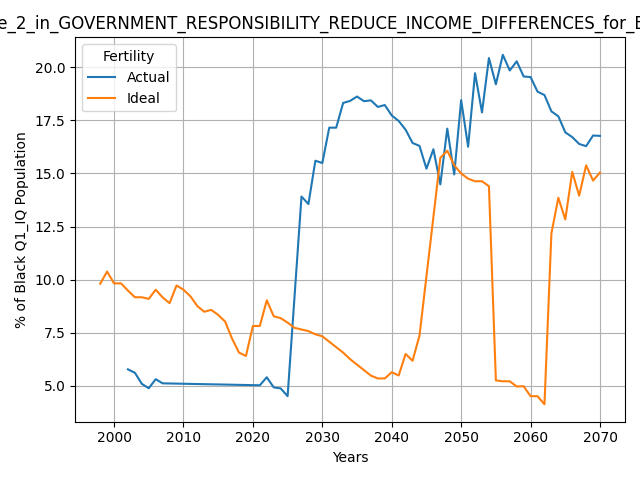 e_2_in_GOVERNMENT_RESPONSIBILITY_REDUCE_INCOME_DIFFERENCES_for_
Fertility
Actual
Ideal
20.0
17.5
15.0
12.5
10.0
7.5
5.0
% of Black Q1_IQ Population
2000 2010 2020 2030 2040 2050 2060 2070
Years